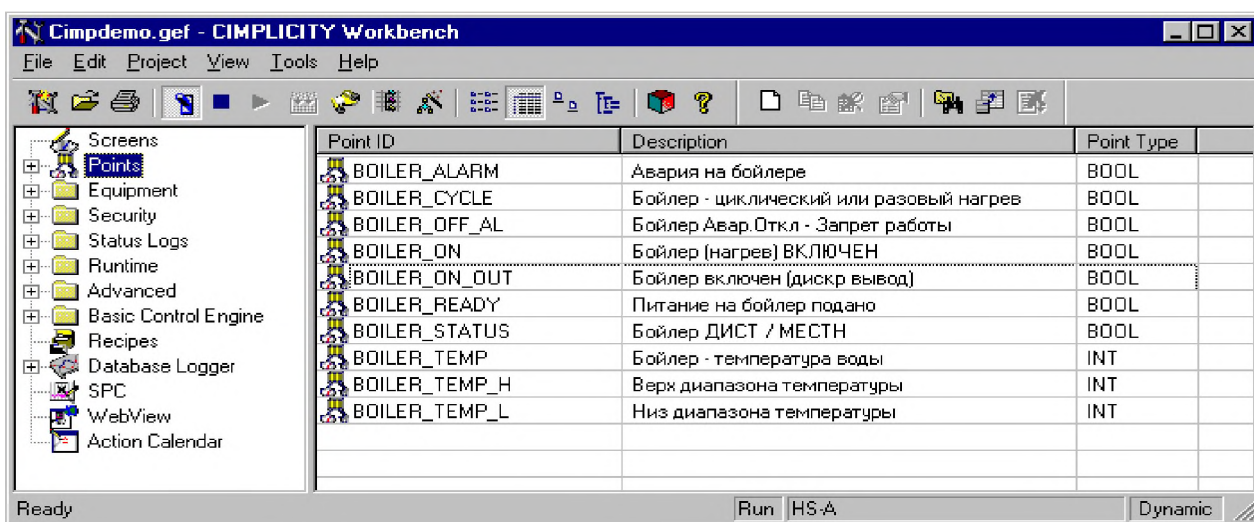 Cimpdemo.gef - CIMPLICITY Workbench
File Edit Project View Tools Help
Screens
Points
Equipment
Security
Status Logs
Runtime
Advanced
Basic Control Engine
Recipes
Database Logger
SPC
WebView
Action Calendar
Point ID Description Point Type
BOILER_ALARM Авария на бойлере BOOL
BOILER_CYCLE Бойлер - циклический или разовый нагрев BOOL
BOILER_OFF_AL Бойлер Авар.Откл - Запрет работы BOOL
BOILER_ON Бойлер (нагрев) ВКЛЮЧЕН BOOL
BOILER_ON_OUT Бойлер включен (дискр вывод) BOOL
BOILER_READY Питание на бойлер подано BOOL
BOILER_STATUS Бойлер ДИСТ / МЕСТН BOOL
BOILER_TEMP Бойлер - температура воды INT
BOILER_TEMP_H Верх диапазона температуры INT
BOILER_TEMP_L Низ диапазона температуры INT
Ready Run HS-A Dynamic